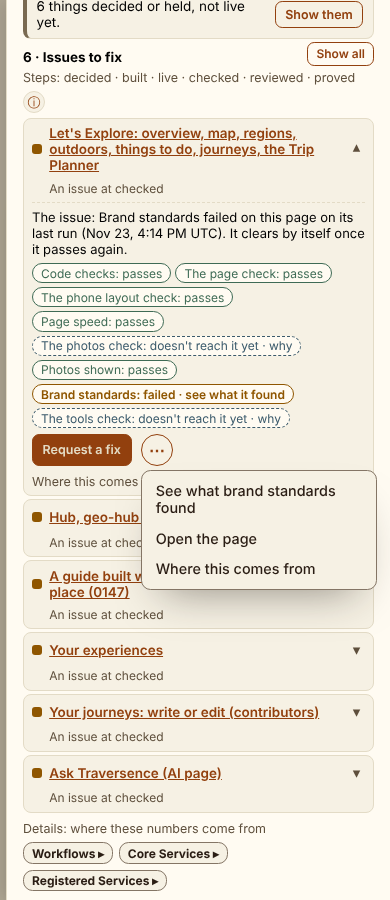 6 things decided or held, not live
yet.
Show them
6 · Issues to fix
Show all
Steps: decided · built · live · checked · reviewed · proved
ⓘ
Let's Explore: overview, map, regions,
outdoors, things to do, journeys, the Trip
Planner
▲
An issue at checked
The issue: Brand standards failed on this page on its
last run (Nov 23, 4:14 PM UTC). It clears by itself once
it passes again.
Code checks: passes
The page check: passes
The phone layout check: passes
Page speed: passes
The photos check: doesn't reach it yet · why
Photos shown: passes
Brand standards: failed · see what it found
The tools check: doesn't reach it yet · why
Request a fix
⋯
Where this comes
See what brand standards
found
Open the page
Where this comes from
Hub, geo-hub
An issue at chec
A guide built w
place (0147)
An issue at checked
Your experiences ▼
An issue at checked
Your journeys: write or edit (contributors) ▼
An issue at checked
Ask Traversence (AI page) ▼
An issue at checked
Details: where these numbers come from
Workflows ▸
Core Services ▸
Registered Services ▸